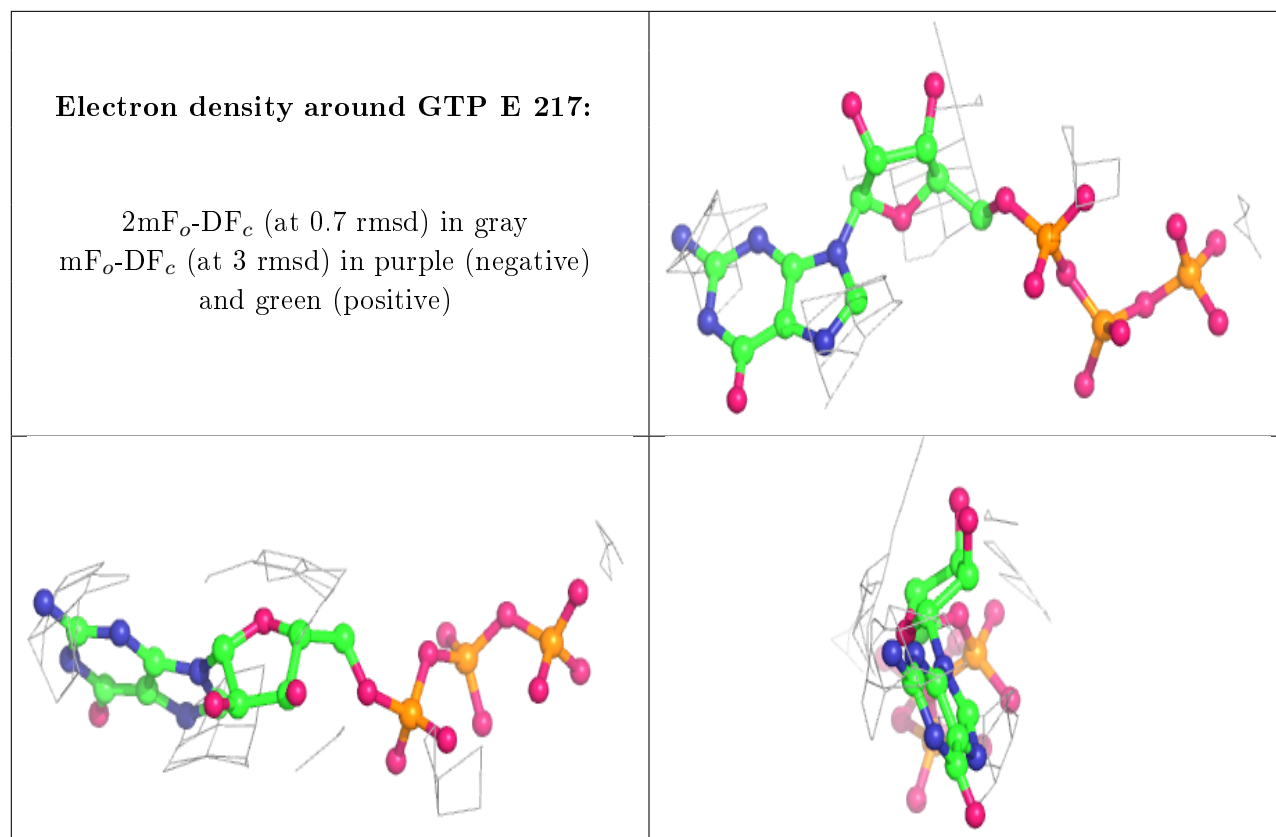 Electron density around GTP E 217:
2mFₒ-DF𝒸 (at 0.7 rmsd) in gray
mFₒ-DF𝒸 (at 3 rmsd) in purple (negative)
and green (positive)